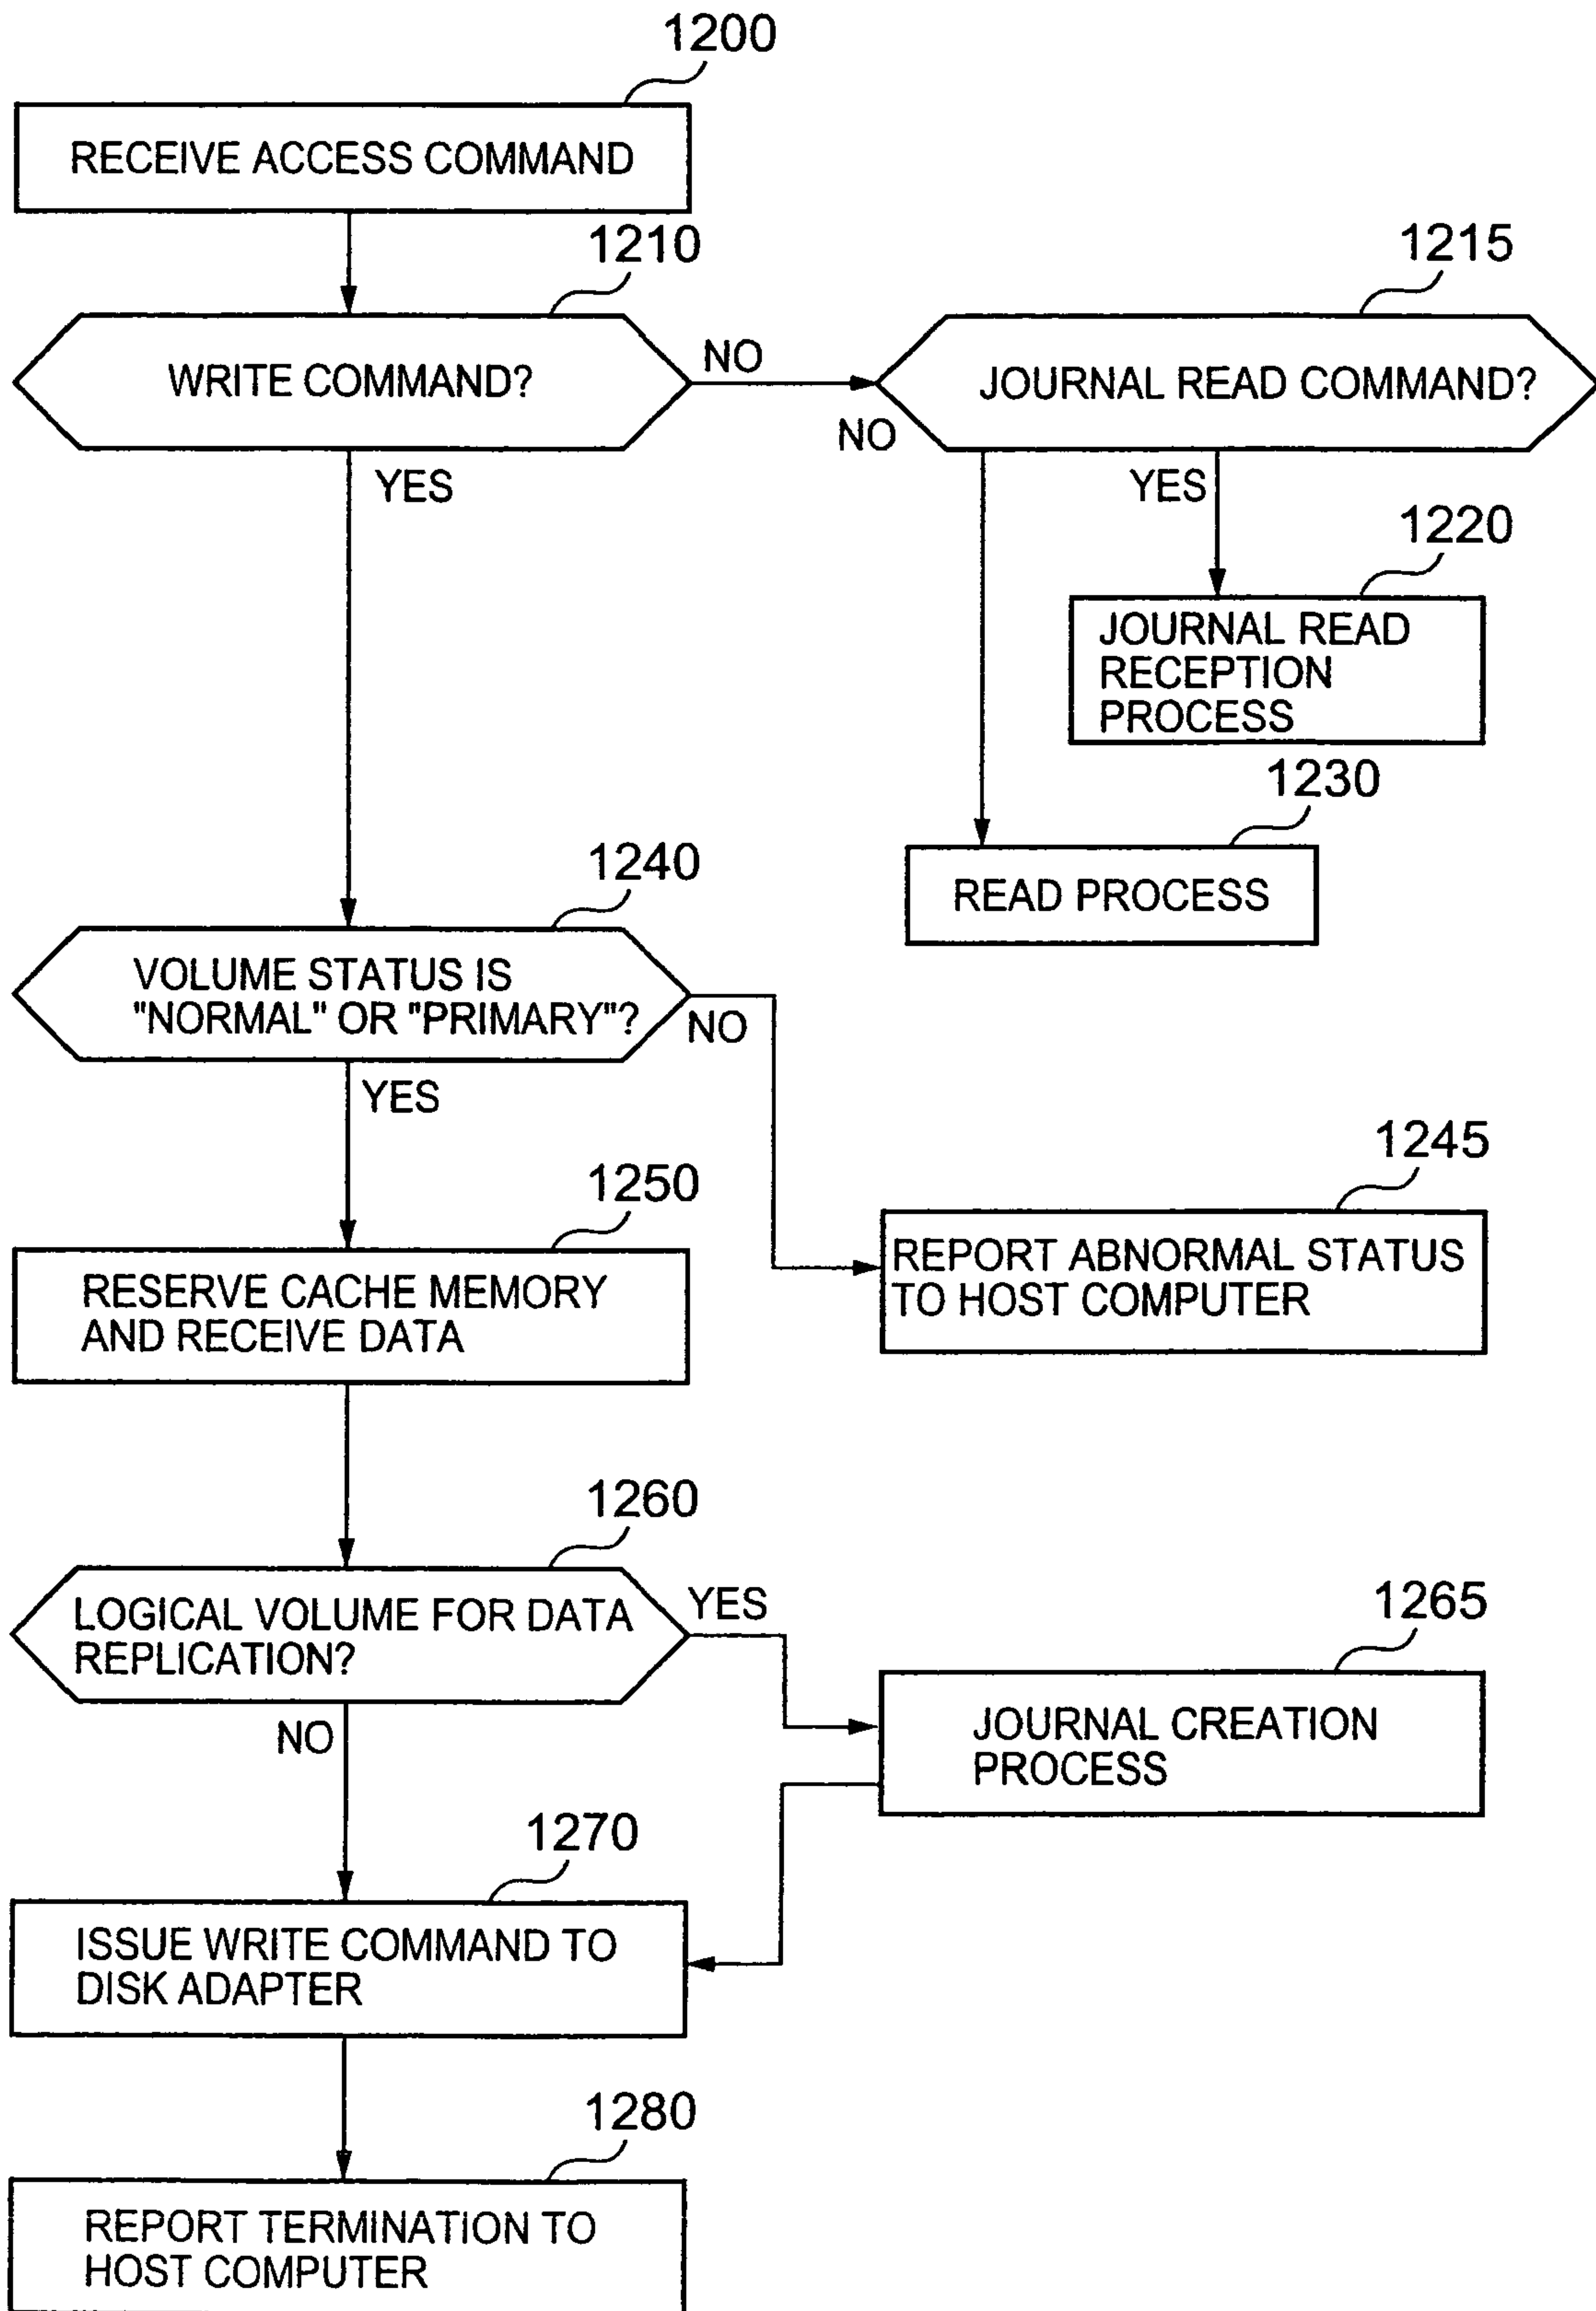 1200
RECEIVE ACCESS COMMAND
1210
WRITE COMMAND?
NO
YES
1215
JOURNAL READ COMMAND?
NO
YES
1220
JOURNAL READ
RECEPTION
PROCESS
1230
READ PROCESS
1240
VOLUME STATUS IS
"NORMAL" OR "PRIMARY"?
NO
YES
1245
REPORT ABNORMAL STATUS
TO HOST COMPUTER
1250
RESERVE CACHE MEMORY
AND RECEIVE DATA
1260
LOGICAL VOLUME FOR DATA
REPLICATION?
YES
NO
1265
JOURNAL CREATION
PROCESS
1270
ISSUE WRITE COMMAND TO
DISK ADAPTER
1280
REPORT TERMINATION TO
HOST COMPUTER